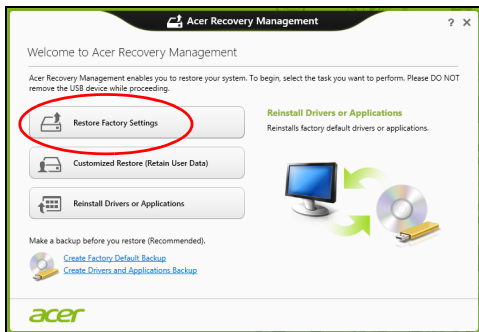 Acer Recovery Management
? X
Welcome to Acer Recovery Management
Acer Recovery Management enables you to restore your system. To begin, select the task you want to perform. Please DO NOT
remove the USB device while proceeding.
Restore Factory Settings
Customized Restore (Retain User Data)
Reinstall Drivers or Applications
Reinstall Drivers or Applications
Reinstalls factory default drivers or applications.
Make a backup before you restore (Recommended).
Create Factory Default Backup
Create Drivers and Applications Backup
acer